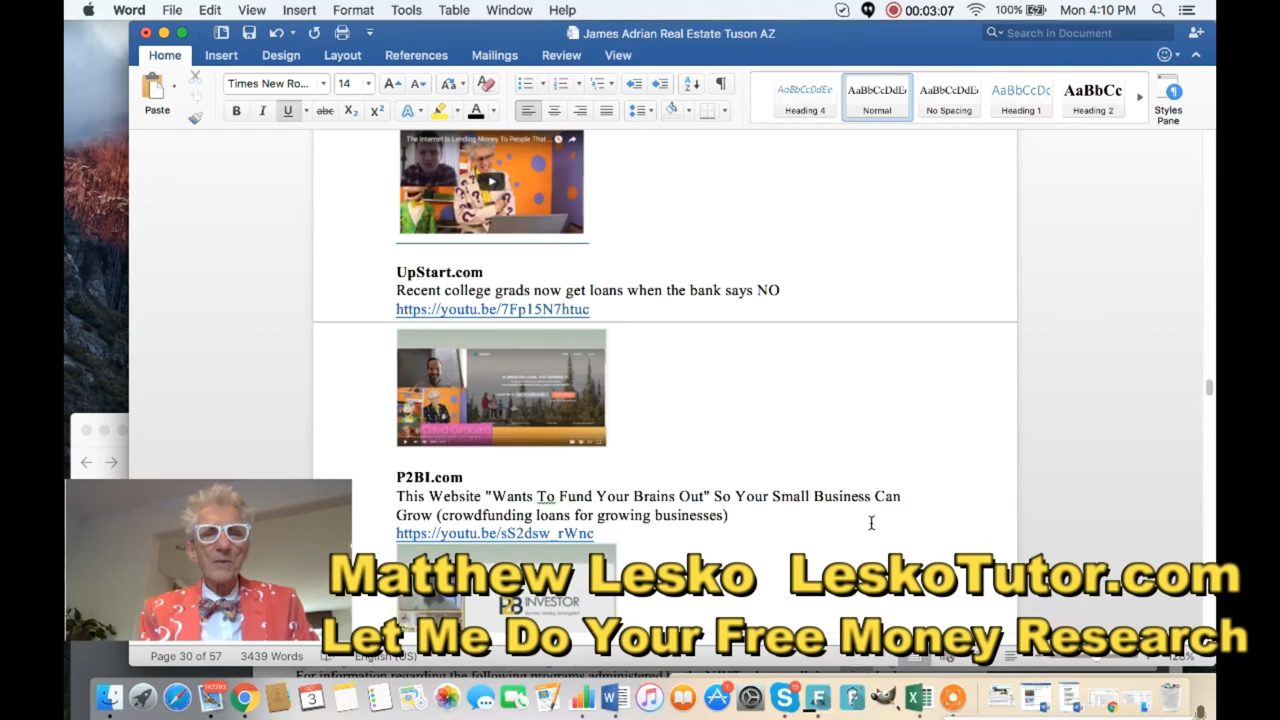 Word File Edit View Insert Format Tools Table Window Help 00:03:07 100% Mon 4:10 PM
James Adrian Real Estate Tuson AZ Search in Document
Home Insert Design Layout References Mailings Review View
Times New Ro... 14 A A Aa
Paste B I U abc X₂ X² A A
AaBbCcDdEe AaBbCcDdEe AaBbCcDdEe AaBbCcDc AaBbCc
Heading 4 Normal No Spacing Heading 1 Heading 2 Styles Pane
The Internet Is Lending Money To People That ...
UpStart.com
Recent college grads now get loans when the bank says NO
https://youtu.be/7Fp15N7htuc
P2BI.com
This Website "Wants To Fund Your Brains Out" So Your Small Business Can
Grow (crowdfunding loans for growing businesses)
https://youtu.be/sS2dsw_rWnc
P2B INVESTOR
Matthew Lesko LeskoTutor.com
Let Me Do Your Free Money Research
Page 30 of 57 3439 Words English (US) 128%